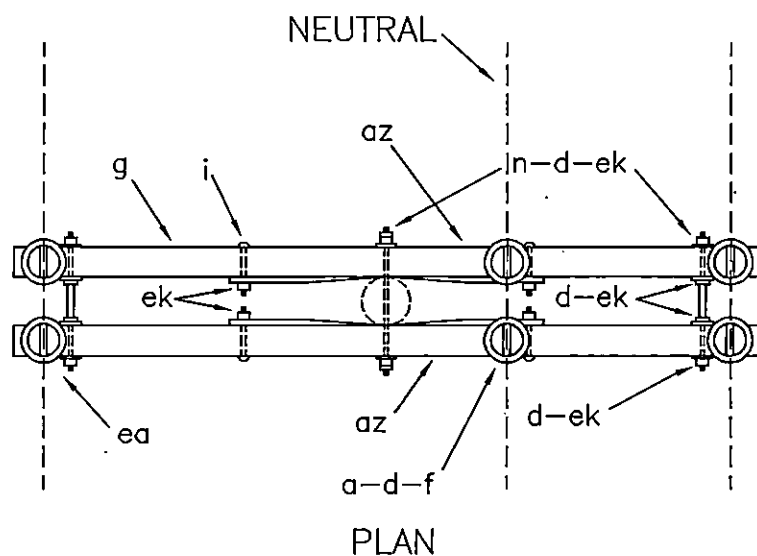 NEUTRAL
az
n-d-ek
g
i
ek
d-ek
d-ek
az
ea
a-d-f
PLAN